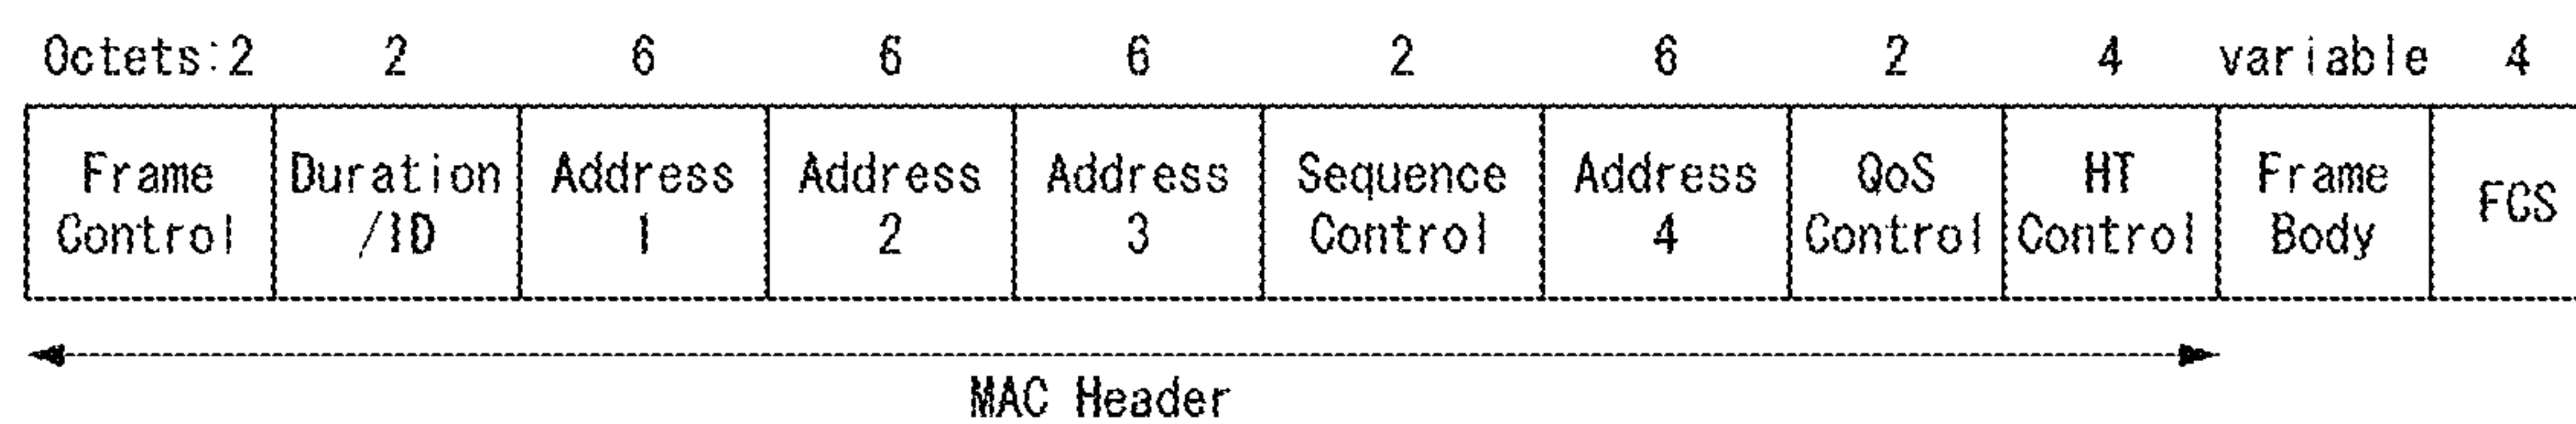 Octets:2 2 6 6 6 2 6 2 4 variable 4
Frame Control
Duration /ID
Address 1
Address 2
Address 3
Sequence Control
Address 4
QoS Control
HT Control
Frame Body
FCS
MAC Header